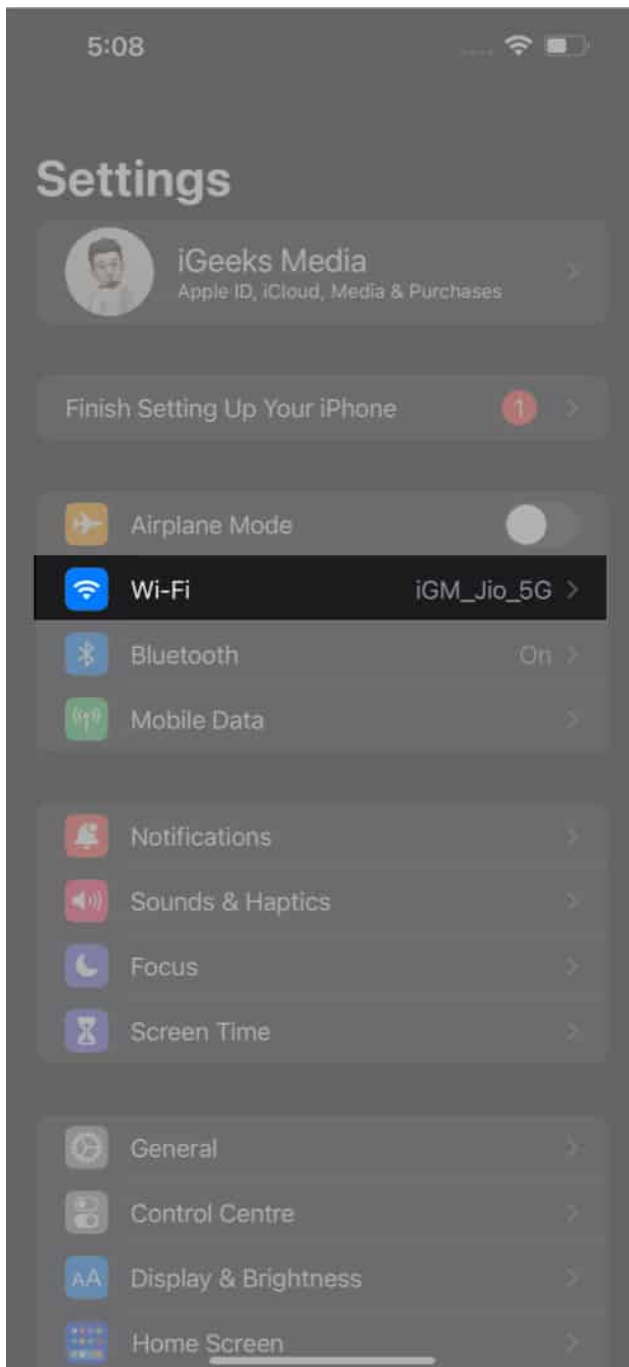 5:08
Settings
iGeeks Media
Apple ID, iCloud, Media & Purchases
Finish Setting Up Your iPhone 1
Airplane Mode
Wi-Fi iGM_Jio_5G
Bluetooth On
Mobile Data
Notifications
Sounds & Haptics
Focus
Screen Time
General
Control Centre
AA Display & Brightness
Home Screen